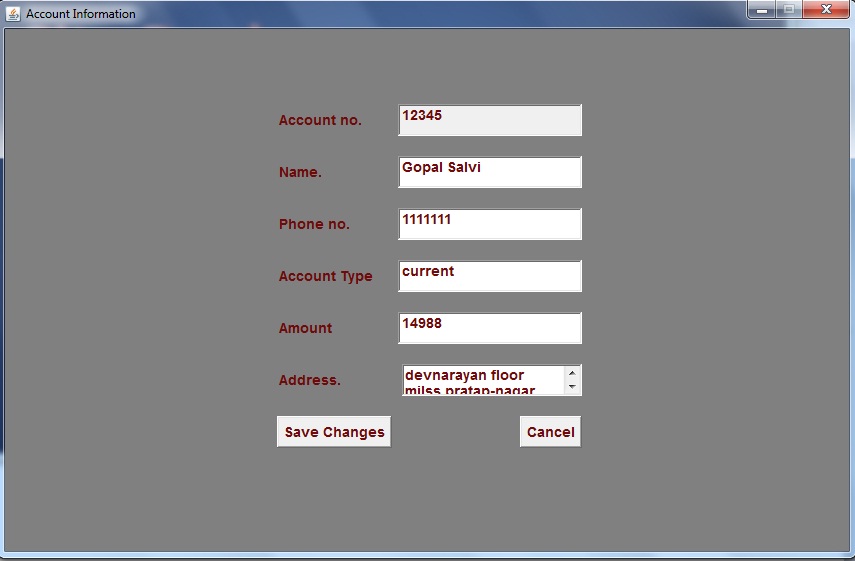 Account Information
Account no. 12345
Name. Gopal Salvi
Phone no. 1111111
Account Type current
Amount 14988
Address. devnarayan floor
milss pratap-nagar
Save Changes Cancel